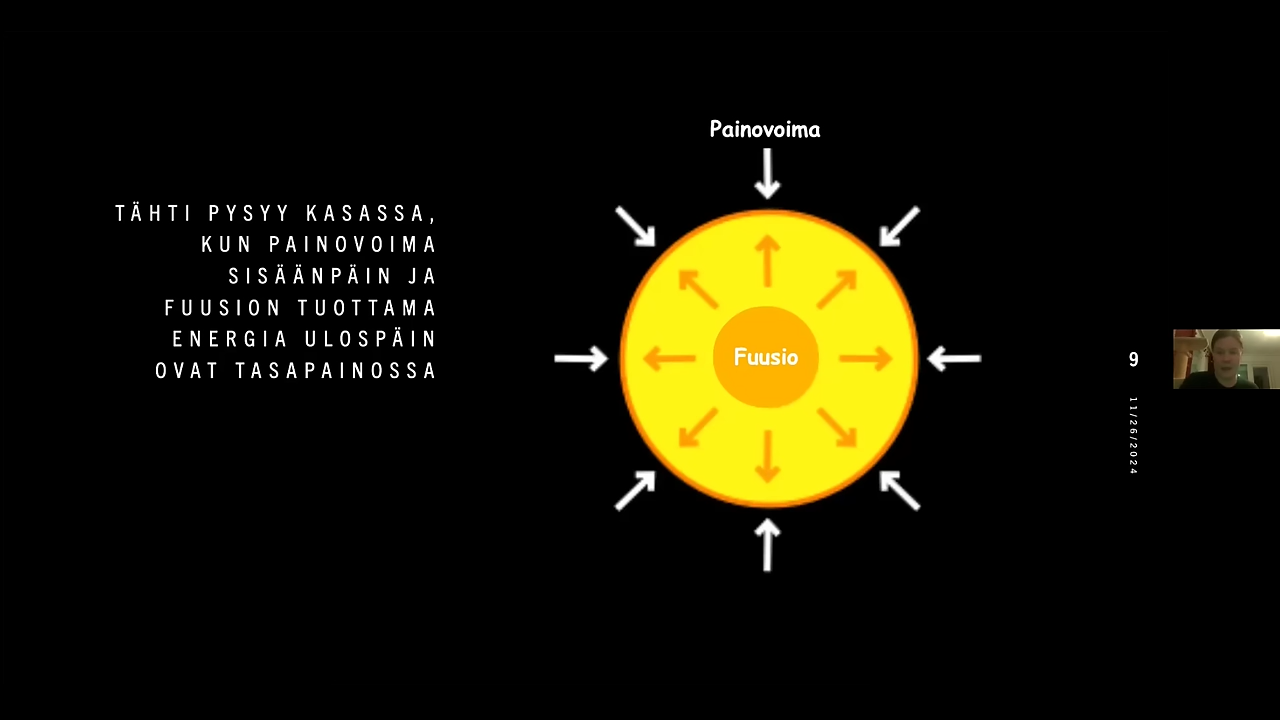 TÄHTI PYSYY KASASSA,
KUN PAINOVOIMA
SISÄÄNPÄIN JA
FUUSION TUOTTAMA
ENERGIA ULOSPÄIN
OVAT TASAPAINOSSA
Painovoima
Fuusio
9
11/26/2024